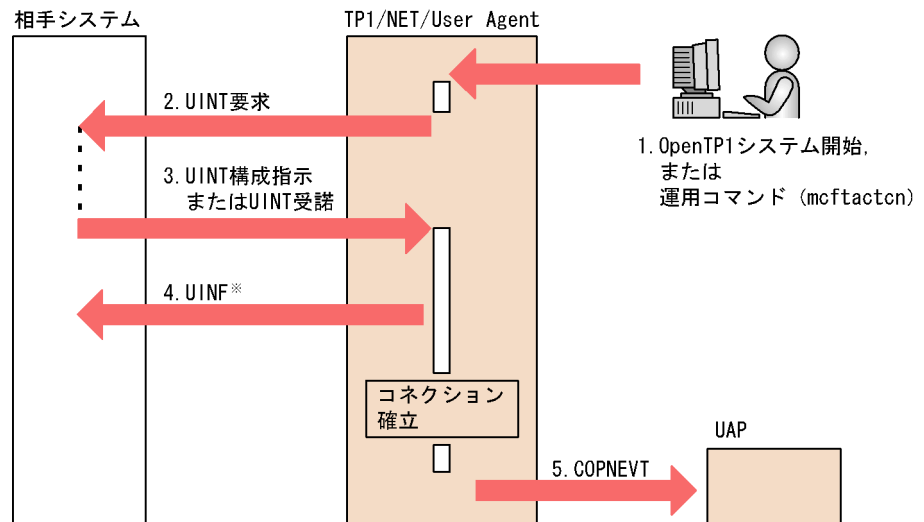 相手システム
TP1/NET/User Agent
2. UINT要求
1. OpenTP1システム開始,
または
運用コマンド (mcftactcn)
3. UINT構成指示
またはUINT受諾
4. UINF※
コネクション
確立
UAP
5. COPNEVT